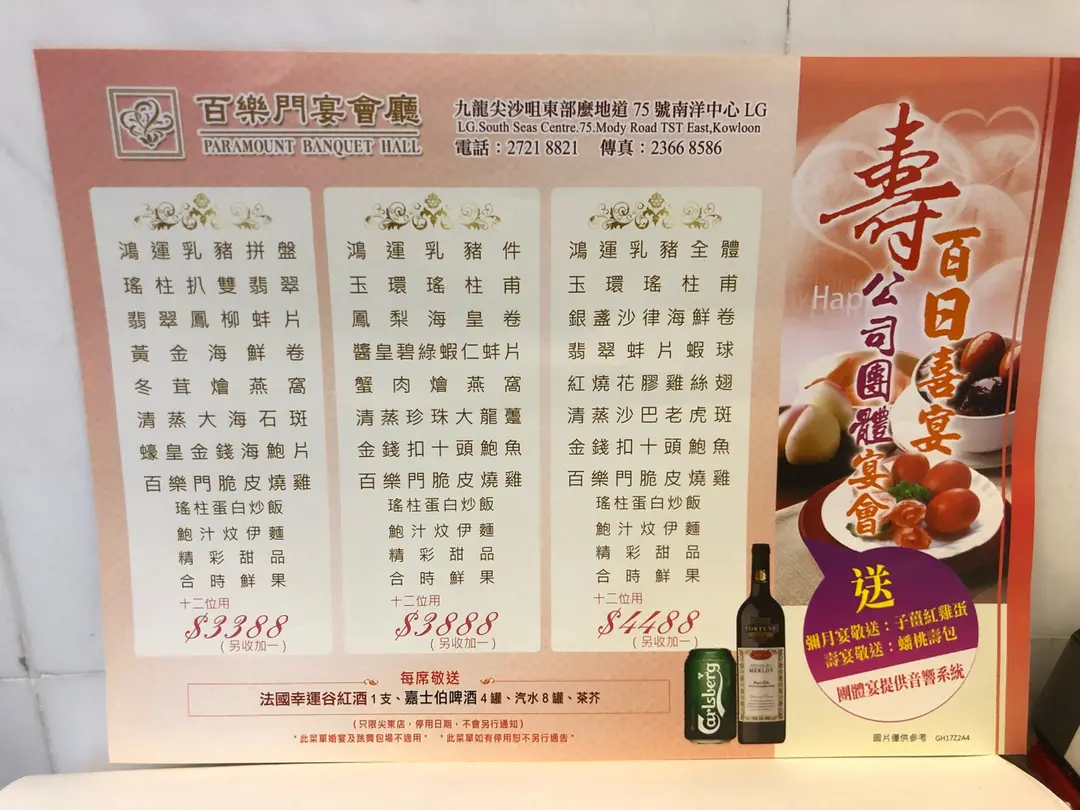 百樂門宴會廳
PARAMOUNT BANQUET HALL
九龍尖沙咀東部麼地道 75 號南洋中心 LG
LG.South Seas Centre.75.Mody Road TST East,Kowloon
電話：2721 8821 傳真：2366 8586
鴻運乳豬拼盤
瑤柱扒雙翡翠
翡翠鳳柳蚌片
黃金海鮮卷
冬茸燴燕窩
清蒸大海石斑
蠔皇金錢海鮑片
百樂門脆皮燒雞
瑤柱蛋白炒飯
鮑汁炆伊麵
精彩甜品
合時鮮果
十二位用
$3388
(另收加一)
鴻運乳豬件
玉環瑤柱甫
鳳梨海皇卷
醬皇碧綠蝦仁蚌片
蟹肉燴燕窩
清蒸珍珠大龍躉
金錢扣十頭鮑魚
百樂門脆皮燒雞
瑤柱蛋白炒飯
鮑汁炆伊麵
精彩甜品
合時鮮果
十二位用
$3888
(另收加一)
鴻運乳豬全體
玉環瑤柱甫
銀盞沙律海鮮卷
翡翠蚌片蝦球
紅燒花膠雞絲翅
清蒸沙巴老虎斑
金錢扣十頭鮑魚
百樂門脆皮燒雞
瑤柱蛋白炒飯
鮑汁炆伊麵
精彩甜品
合時鮮果
十二位用
$4488
(另收加一)
每席敬送
法國幸運谷紅酒 1 支、嘉士伯啤酒 4 罐、汽水 8 罐、茶芥
(只限尖東店，停用日期，不會另行通知)
*此菜單婚宴及跳舞包場不適用* *此菜單如有停用恕不另行通告*
Carlsberg
FORTUNE
MERLOT
壽
百日喜宴
公司團體宴會
Hap
送
彌月宴敬送：子薑紅雞蛋
壽宴敬送：蟠桃壽包
團體宴提供音響系統
圖片僅供參考 GH17Z2A4